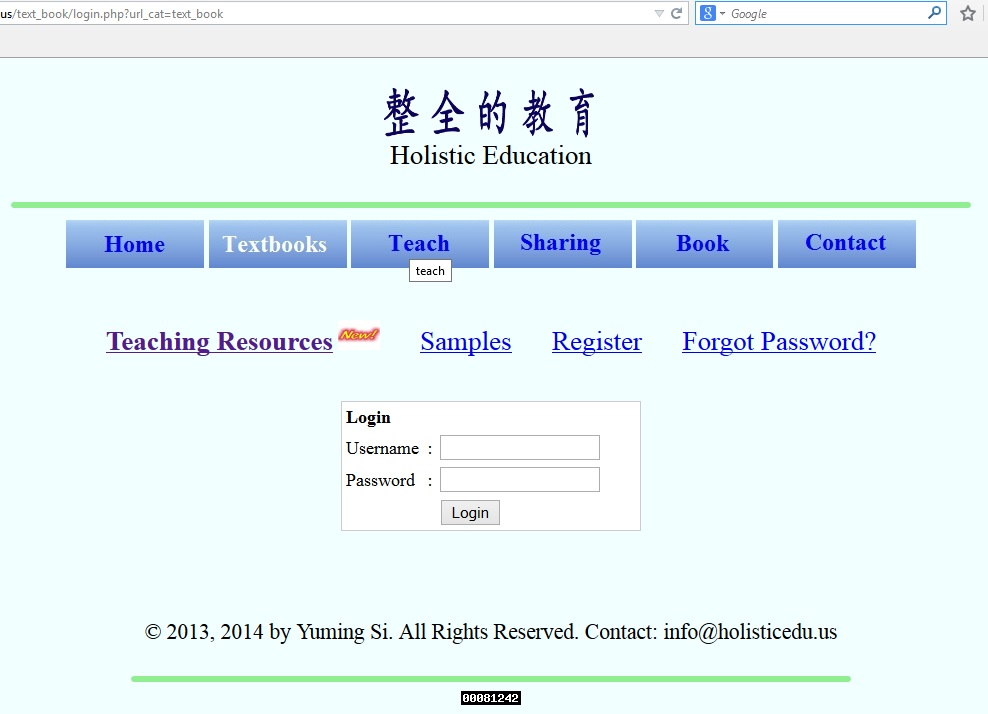 us/text_book/login.php?url_cat=text_book
8 Google
整全的教育
Holistic Education
Home Textbooks Teach Sharing Book Contact
teach
Teaching Resources New! Samples Register Forgot Password?
Login
Username :
Password :
Login
© 2013, 2014 by Yuming Si. All Rights Reserved. Contact: info@holisticedu.us
00081242